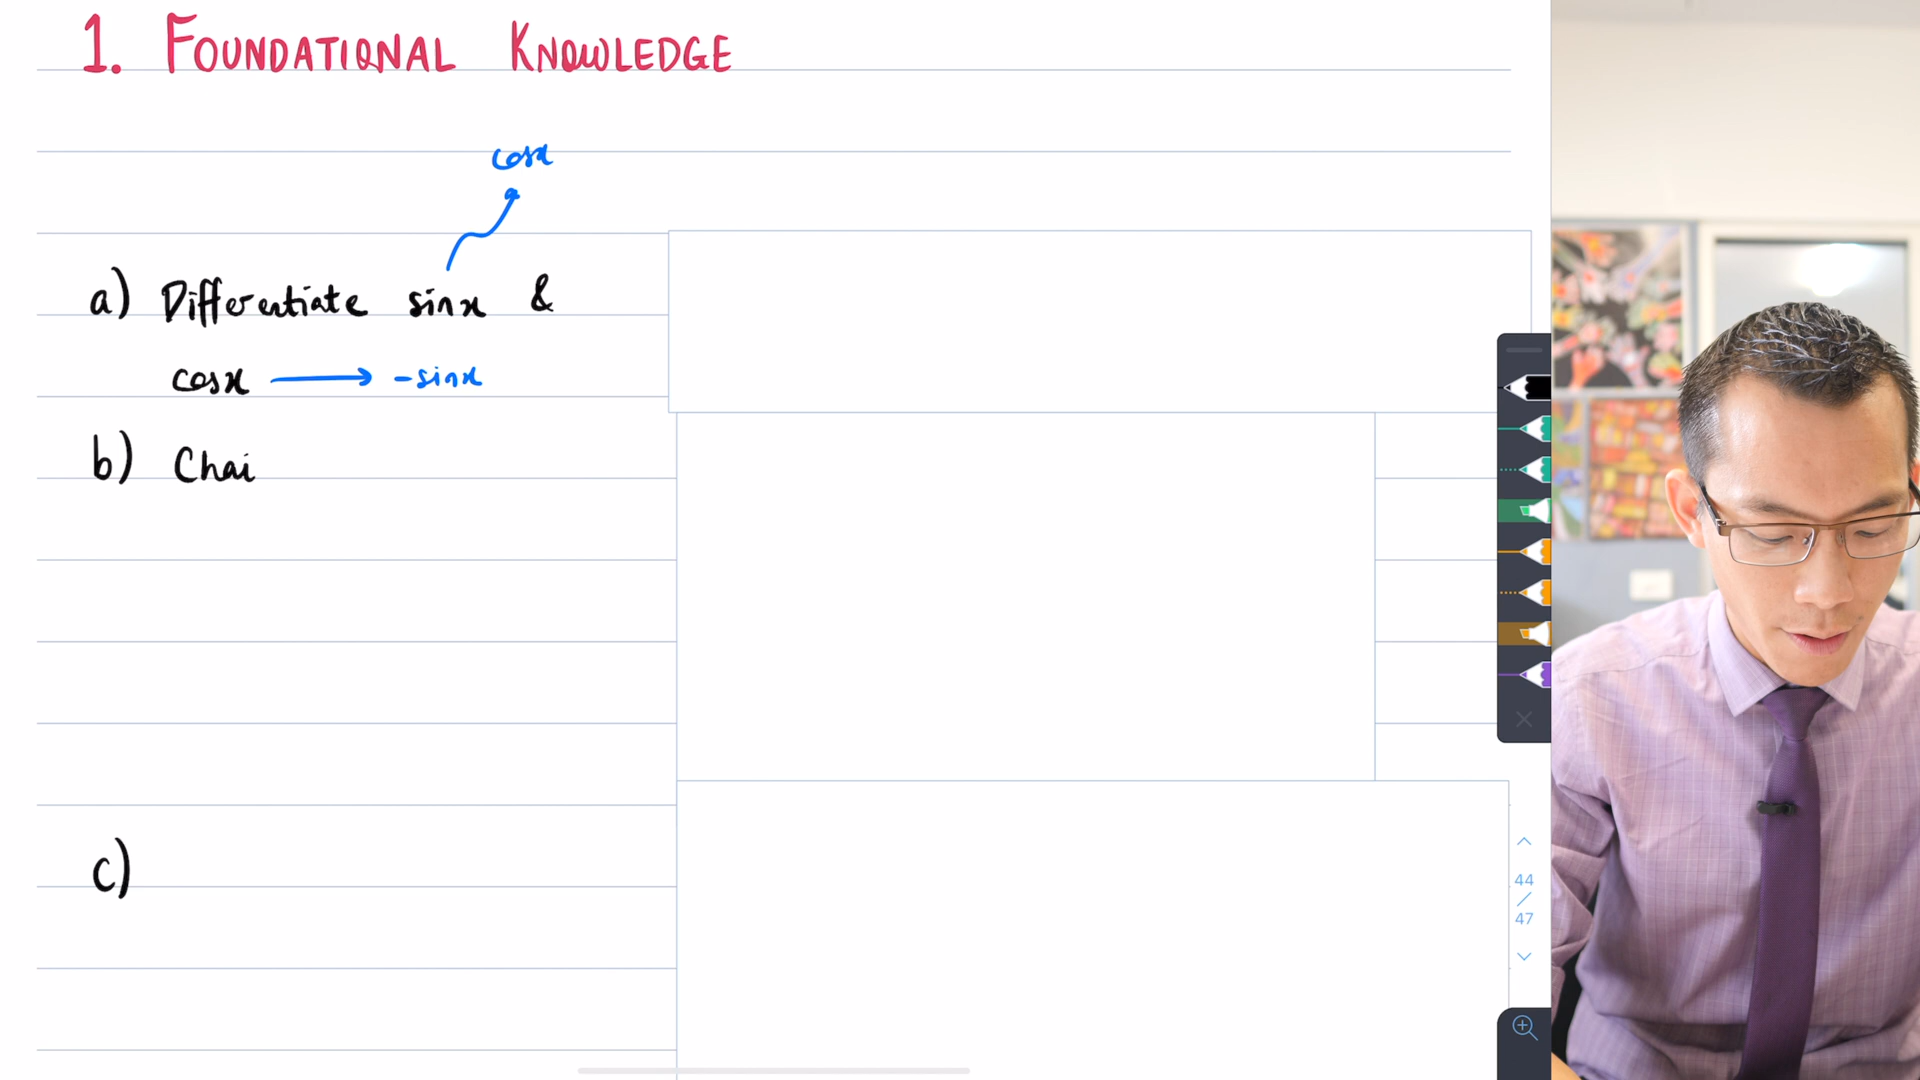 1. FOUNDATIONAL KNOWLEDGE
cosx
a) Differentiate sinx &
cosx → -sinx
b) Chai
c)
44
/
47